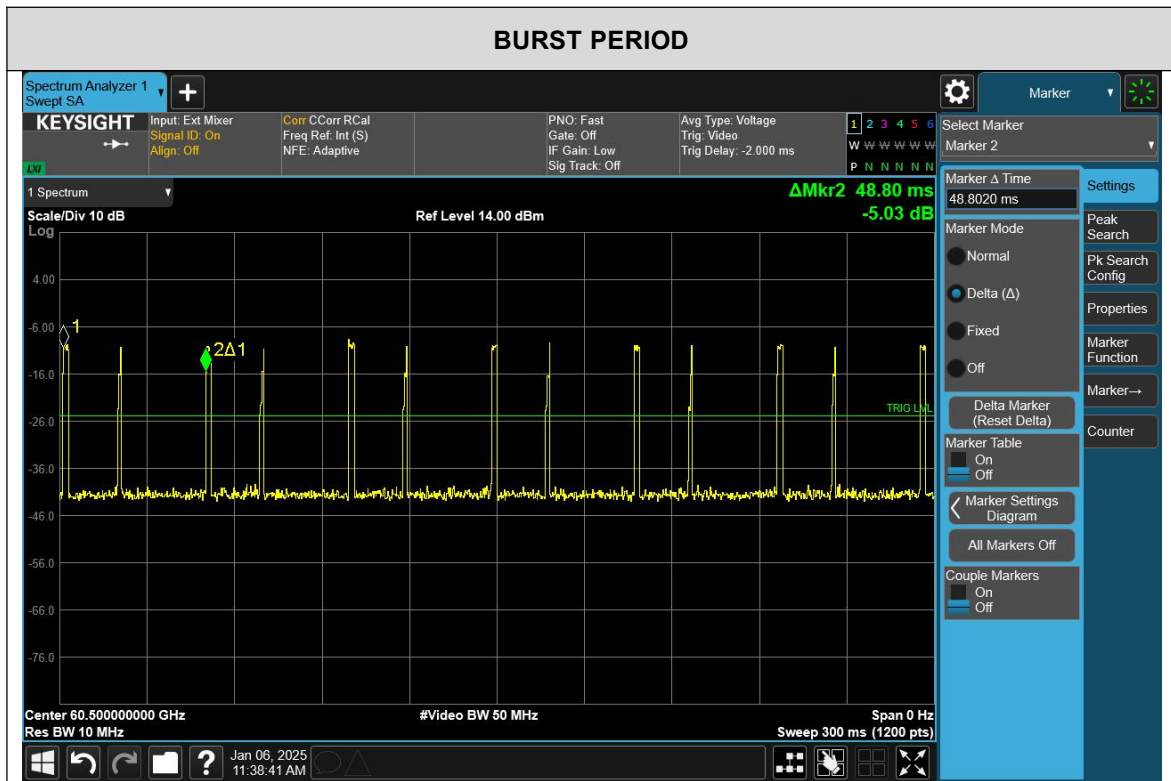 BURST PERIOD
Spectrum Analyzer 1
Swept SA
Marker
KEYSIGHT
LXI
Input: Ext Mixer
Signal ID: On
Align: Off
Corr CCorr RCal
Freq Ref: Int (S)
NFE: Adaptive
PNO: Fast
Gate: Off
IF Gain: Low
Sig Track: Off
Avg Type: Voltage
Trig: Video
Trig Delay: -2.000 ms
1 2 3 4 5 6
W W W W W W
P N N N N N
Select Marker
Marker 2
1 Spectrum
ΔMkr2 48.80 ms
Scale/Div 10 dB
Ref Level 14.00 dBm
-5.03 dB
Log
4.00
-6.00
-16.0
-26.0
-36.0
-46.0
-56.0
-66.0
-76.0
1
2Δ1
TRIG LVL
Center 60.500000000 GHz
#Video BW 50 MHz
Span 0 Hz
Res BW 10 MHz
Sweep 300 ms (1200 pts)
Marker Δ Time
48.8020 ms
Marker Mode
Normal
Delta (Δ)
Fixed
Off
Delta Marker
(Reset Delta)
Marker Table
On
Off
Marker Settings
Diagram
All Markers Off
Couple Markers
On
Off
Settings
Peak
Search
Pk Search
Config
Properties
Marker
Function
Marker→
Counter
?
Jan 06, 2025
11:38:41 AM